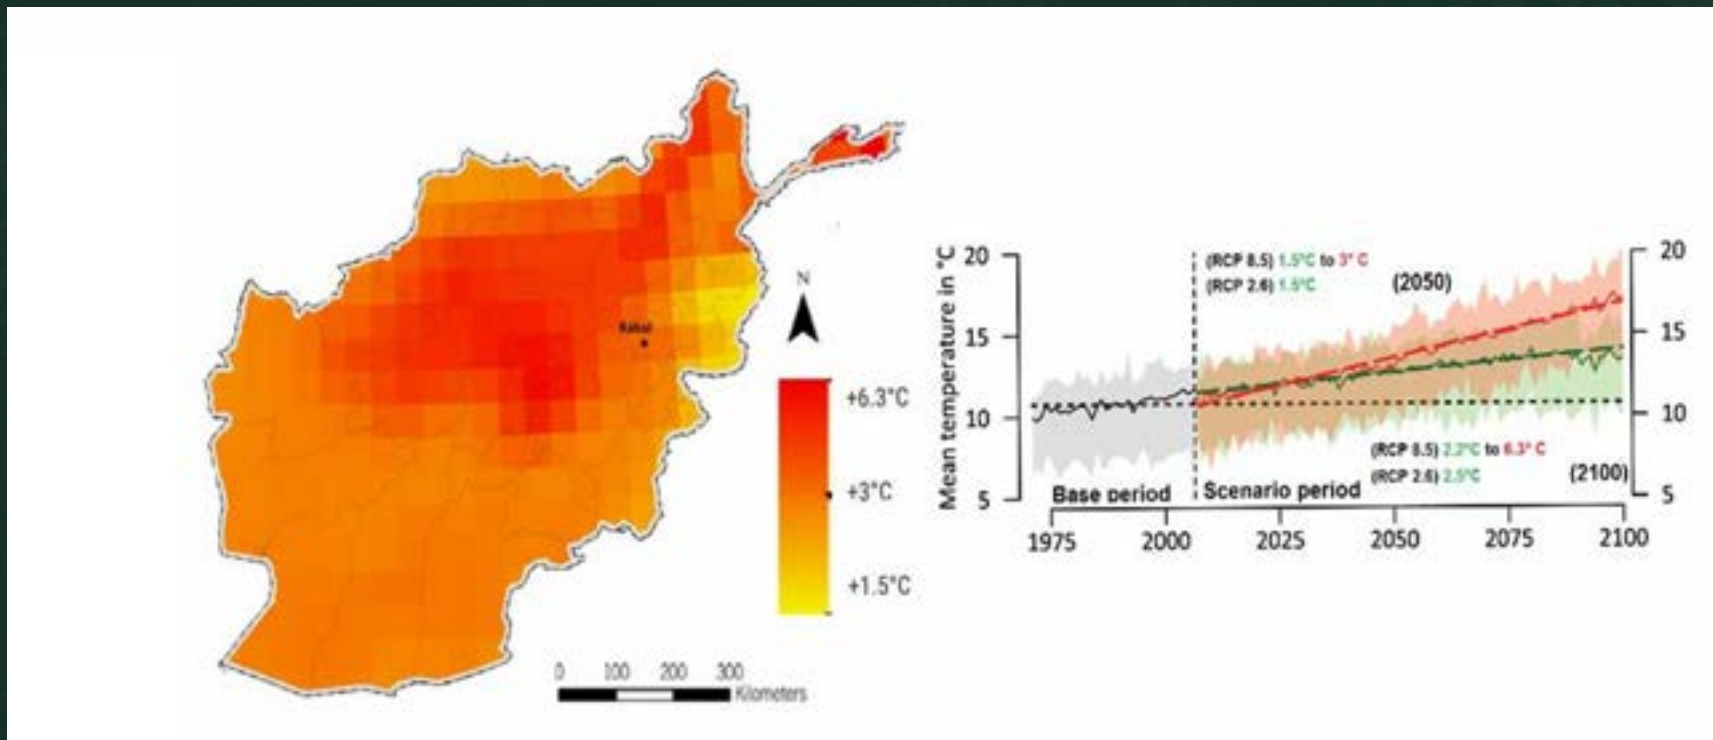 N
Kabul
+6.3°C
+3°C
+1.5°C
0 100 200 300
Kilometers
Mean temperature in °C
20
15
10
5
(RCP 8.5) 1.5°C to 3° C
(RCP 2.6) 1.5°C
(2050)
(RCP 8.5) 2.2°C to 6.3° C
(RCP 2.6) 2.5°C
(2100)
Base period
Scenario period
20
15
10
5
1975 2000 2025 2050 2075 2100